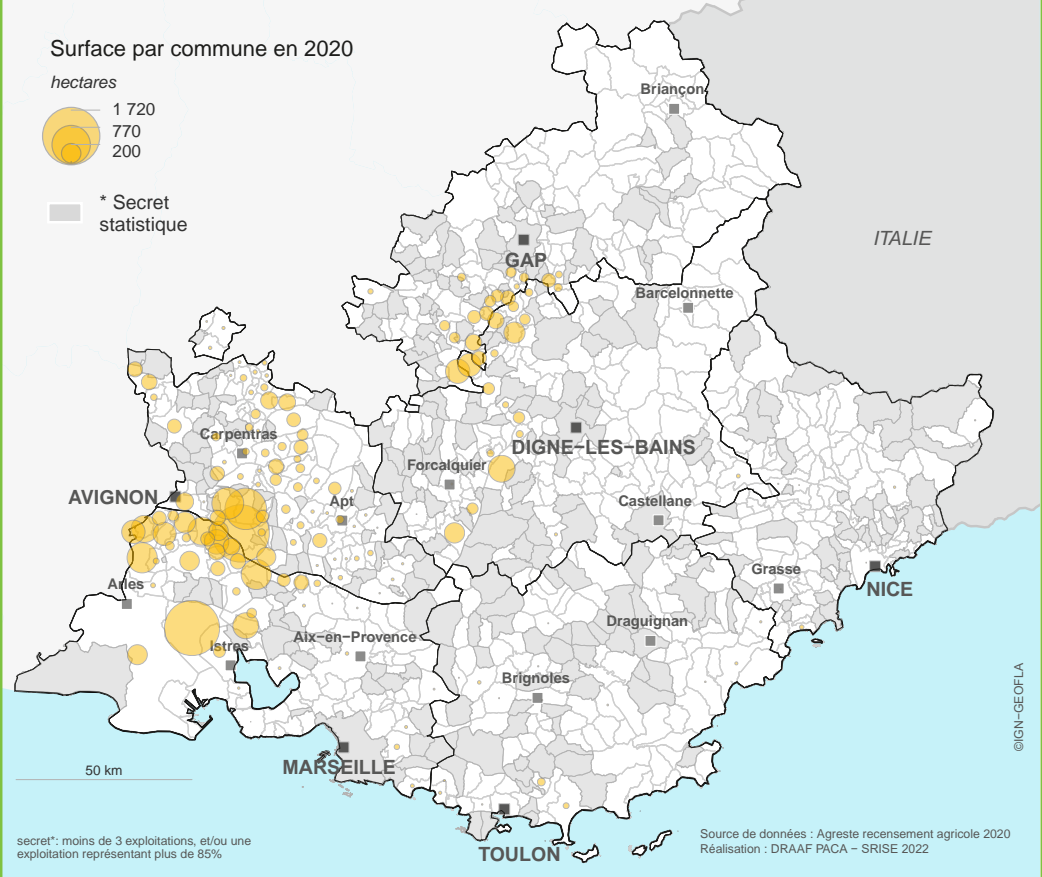 Surface par commune en 2020
hectares
1 720
770
200
* Secret
statistique
Briançon
ITALIE
GAP
Barcelonnette
Carpentras
DIGNE−LES−BAINS
Forcalquier
AVIGNON
Apt
Castellane
Grasse
Arles
NICE
Draguignan
Aix−en−Provence
Istres
Brignoles
MARSEILLE
50 km
TOULON
©IGN−GEOFLA
secret*: moins de 3 exploitations, et/ou une
exploitation représentant plus de 85%
Source de données : Agreste recensement agricole 2020
Réalisation : DRAAF PACA − SRISE 2022